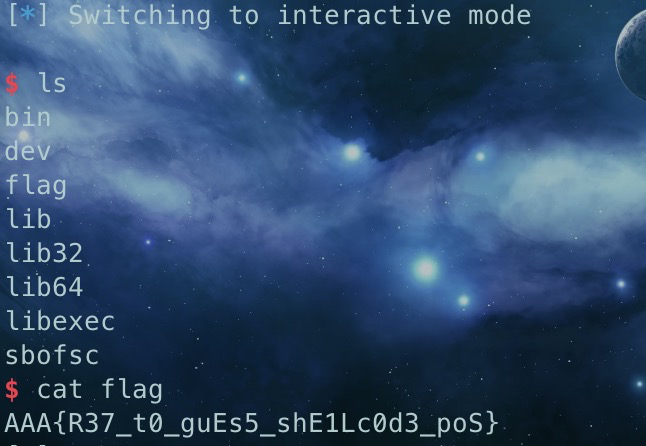 [*] Switching to interactive mode
$ ls
bin
dev
flag
lib
lib32
lib64
libexec
sbofsc
$ cat flag
AAA{R37_t0_guEs5_shE1Lc0d3_poS}